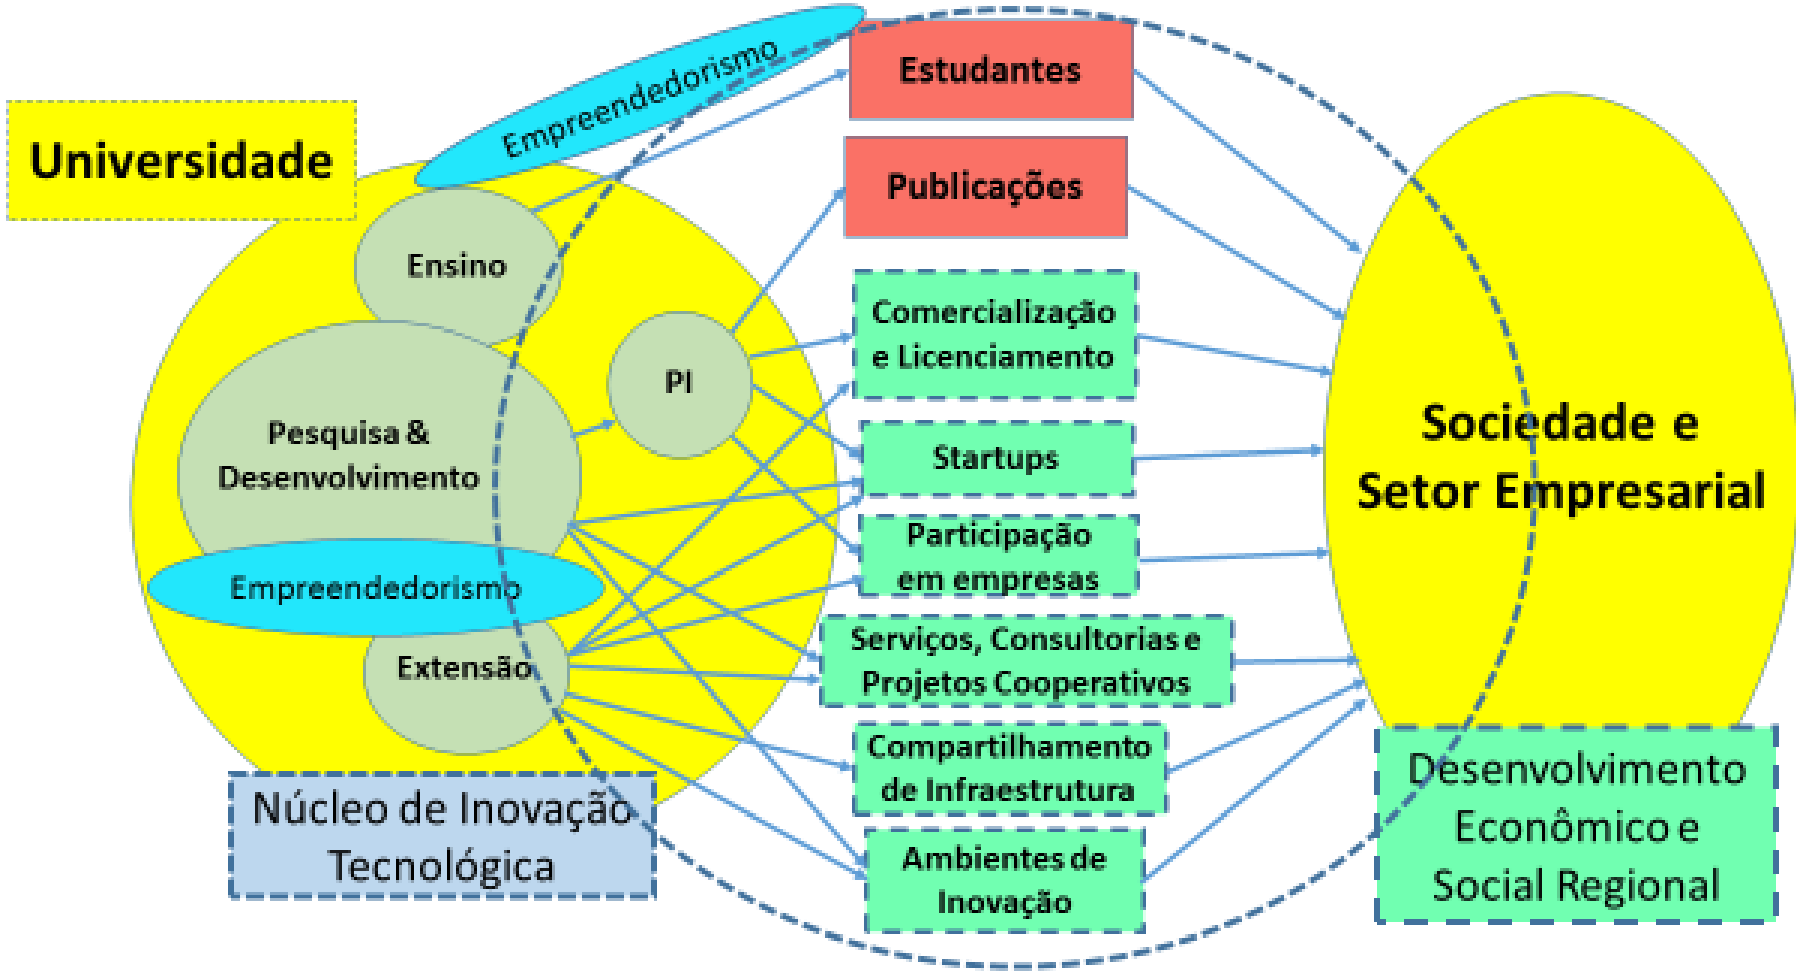 Empreendedorismo
Estudantes
Universidade
Publicações
Ensino
Comercialização
e Licenciamento
PI
Pesquisa &
Desenvolvimento
Startups
Sociedade e
Setor Empresarial
Participação
em empresas
Empreendedorismo
Serviços, Consultorias e
Projetos Cooperativos
Extensão
Compartilhamento
de Infraestrutura
Núcleo de Inovação
Tecnológica
Desenvolvimento
Econômico e
Social Regional
Ambientes de
Inovação